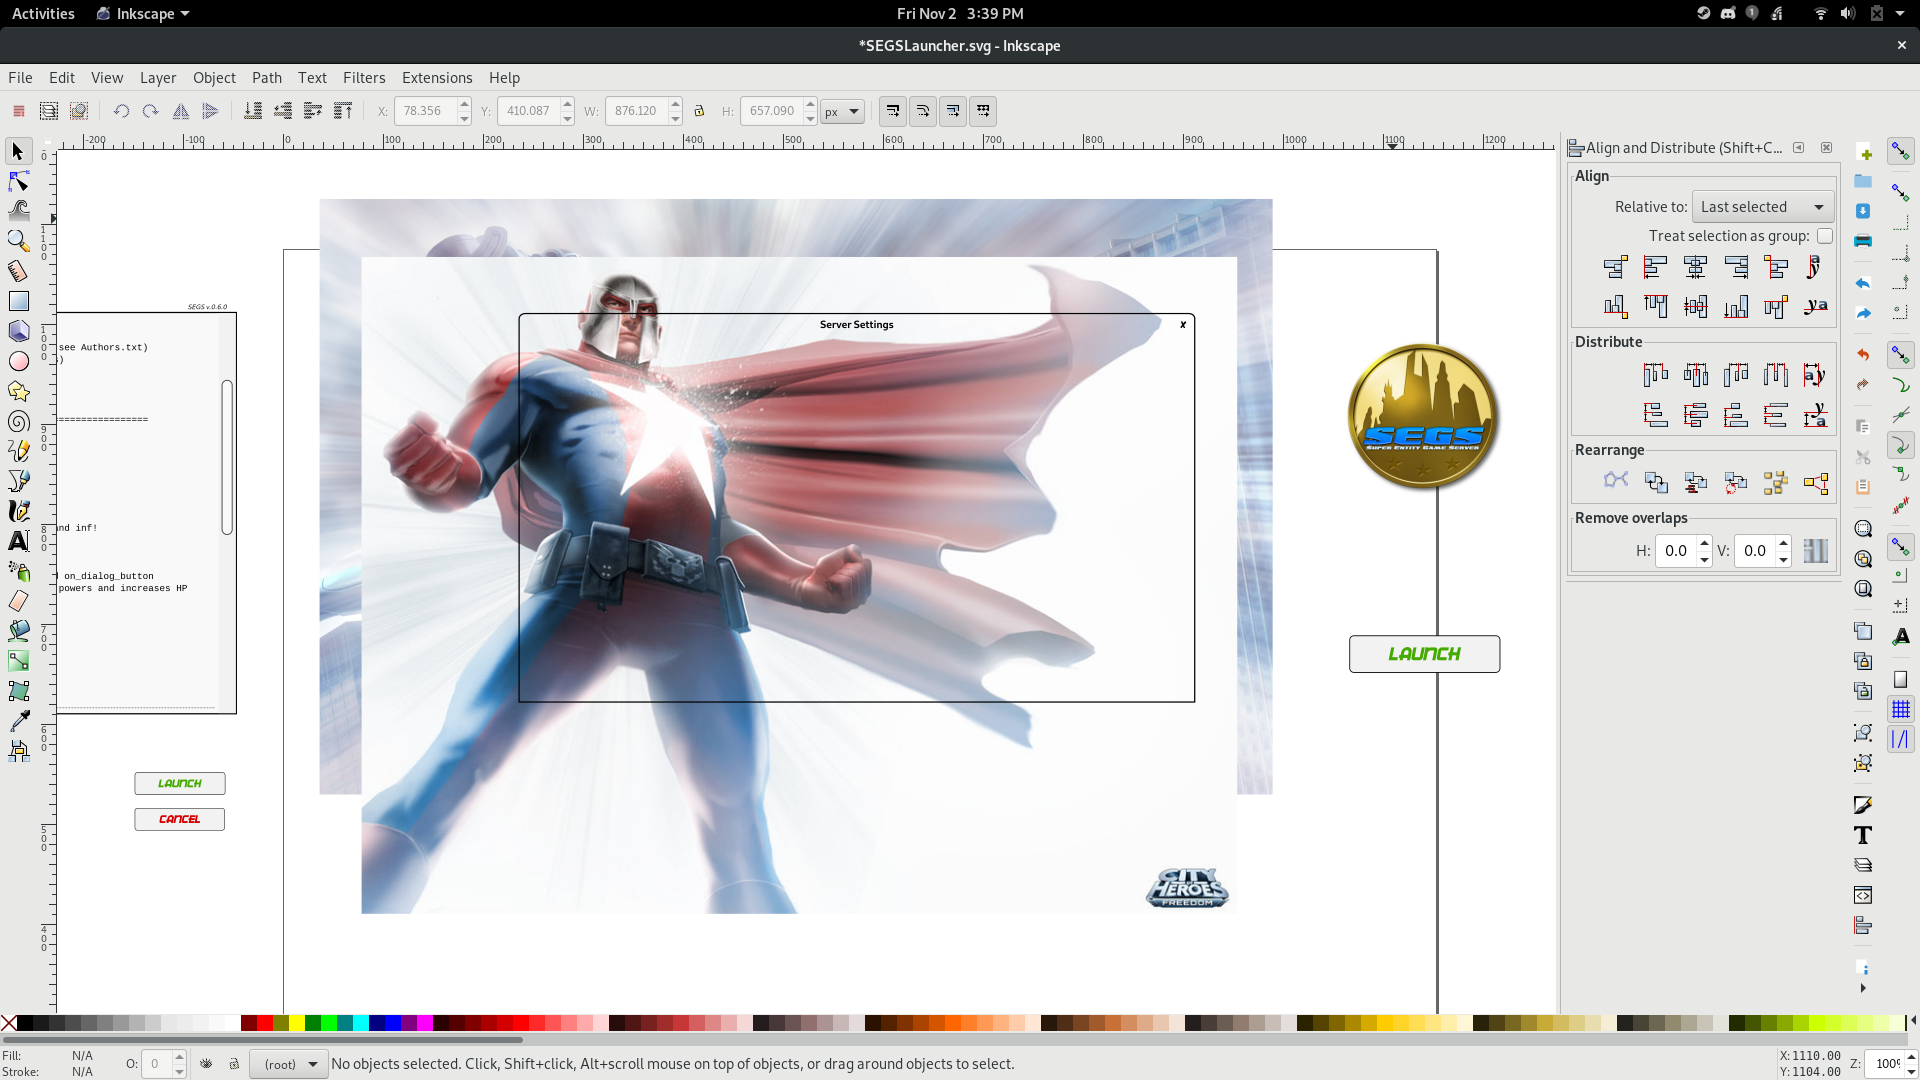 Activities Inkscape Fri Nov 2 3:39 PM 1
*SEGSLauncher.svg - Inkscape ×
File Edit View Layer Object Path Text Filters Extensions Help
X: 78.356 Y: 410.087 W: 876.120 H: 657.090 px
-200 -100 0 100 200 300 400 500 600 700 800 900 1000 1100 1200
Align and Distribute (Shift+C...
Align
Relative to: Last selected
Treat selection as group:
Distribute
Rearrange
Remove overlaps
H: 0.0 V: 0.0
SEGS v.0.6.0
see Authors.txt)
================
nd inf!
on_dialog_button
powers and increases HP
LAUNCH
CANCEL
Server Settings x
SEGS
Super Entity Game Server
LAUNCH
CITY
HEROES
FREEDOM
Fill: N/A
Stroke: N/A
O: 0
(root)
No objects selected. Click, Shift+click, Alt+scroll mouse on top of objects, or drag around objects to select.
X: 1110.00
Y: 1104.00
Z: 100%